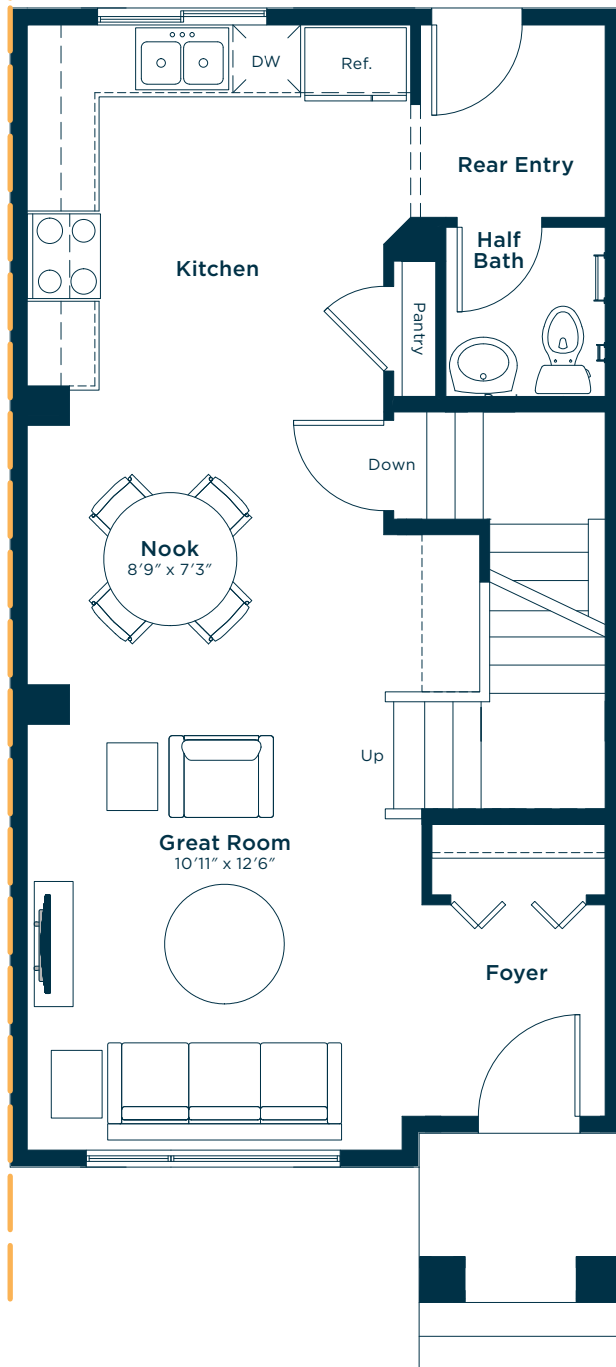 DW
Ref.
Rear Entry
Half
Bath
Kitchen
Pantry
Down
Nook
8′9″ x 7′3″
Up
Great Room
10′11″ x 12′6″
Foyer